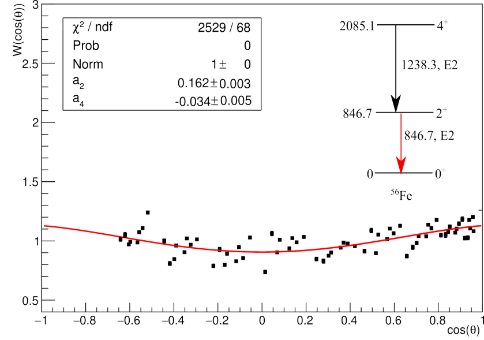 W(cos(θ))
3
2.5
2
1.5
1
0.5
χ² / ndf 2529 / 68
Prob 0
Norm 1 ± 0
a₂ 0.162 ± 0.003
a₄ -0.034 ± 0.005
2085.1 4⁺
1238.3, E2
846.7 2⁺
846.7, E2
0 0
⁵⁶Fe
−1 −0.8 −0.6 −0.4 −0.2 0 0.2 0.4 0.6 0.8 1
cos(θ)